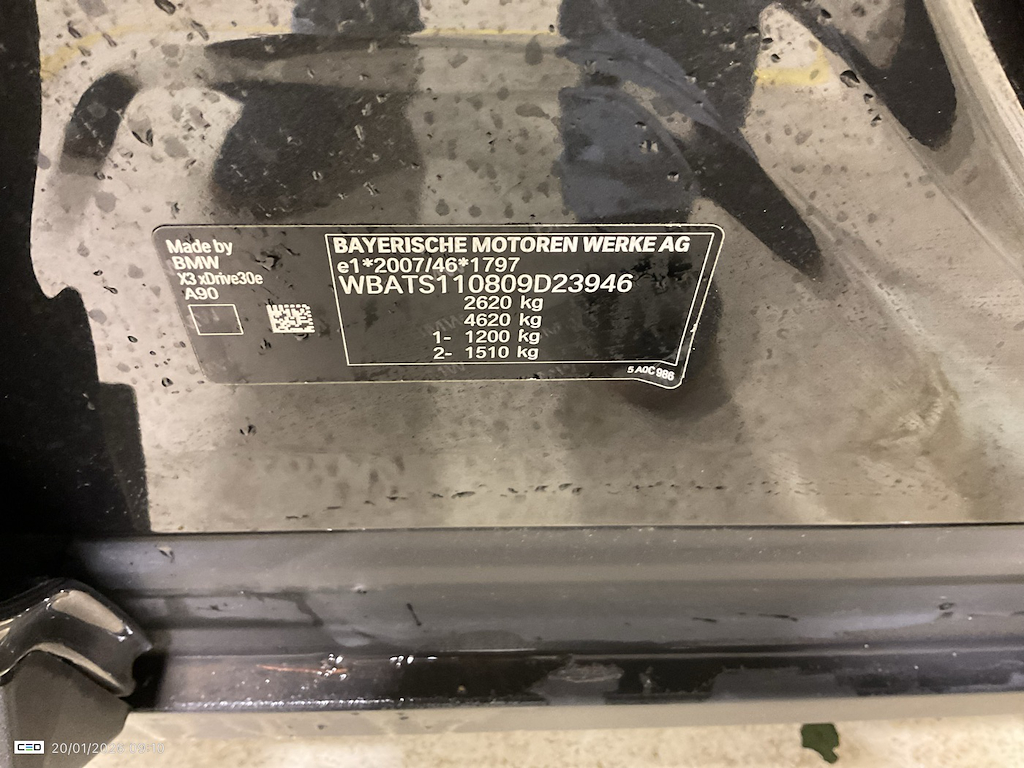 Made by
BMW
X3 xDrive30e
A90
BAYERISCHE MOTOREN WERKE AG
e1*2007/46*1797
WBATS110809D23946
2620 kg
4620 kg
1- 1200 kg
2- 1510 kg
5 A0C 986
CEO